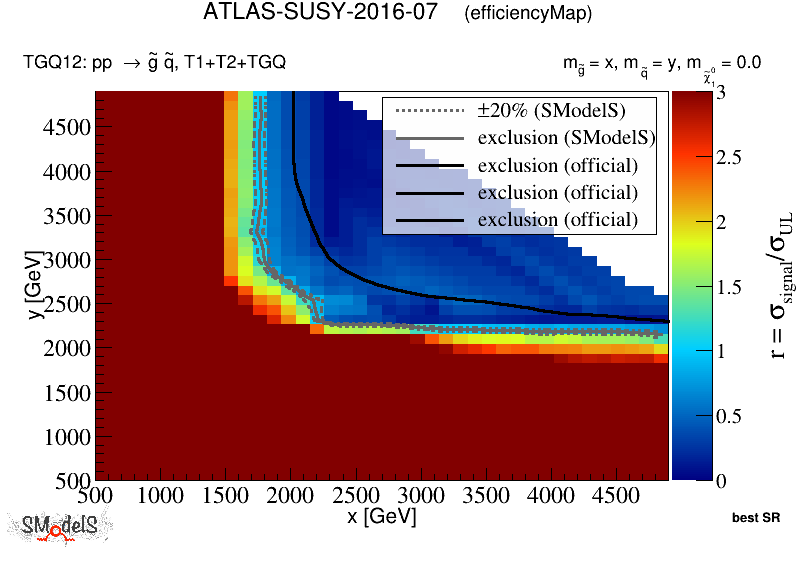 ATLAS-SUSY-2016-07 (efficiencyMap)
TGQ12: pp → g̃ q̃, T1+T2+TGQ
m_g̃ = x, m_q̃ = y, m_χ̃₁⁰ = 0.0
±20% (SModelS)
exclusion (SModelS)
exclusion (official)
exclusion (official)
exclusion (official)
4500
4000
3500
3000
2500
2000
1500
1000
500
y [GeV]
500 1000 1500 2000 2500 3000 3500 4000 4500
x [GeV]
3
2.5
2
1.5
1
0.5
0
r = σ_signal/σ_UL
SModelS
best SR